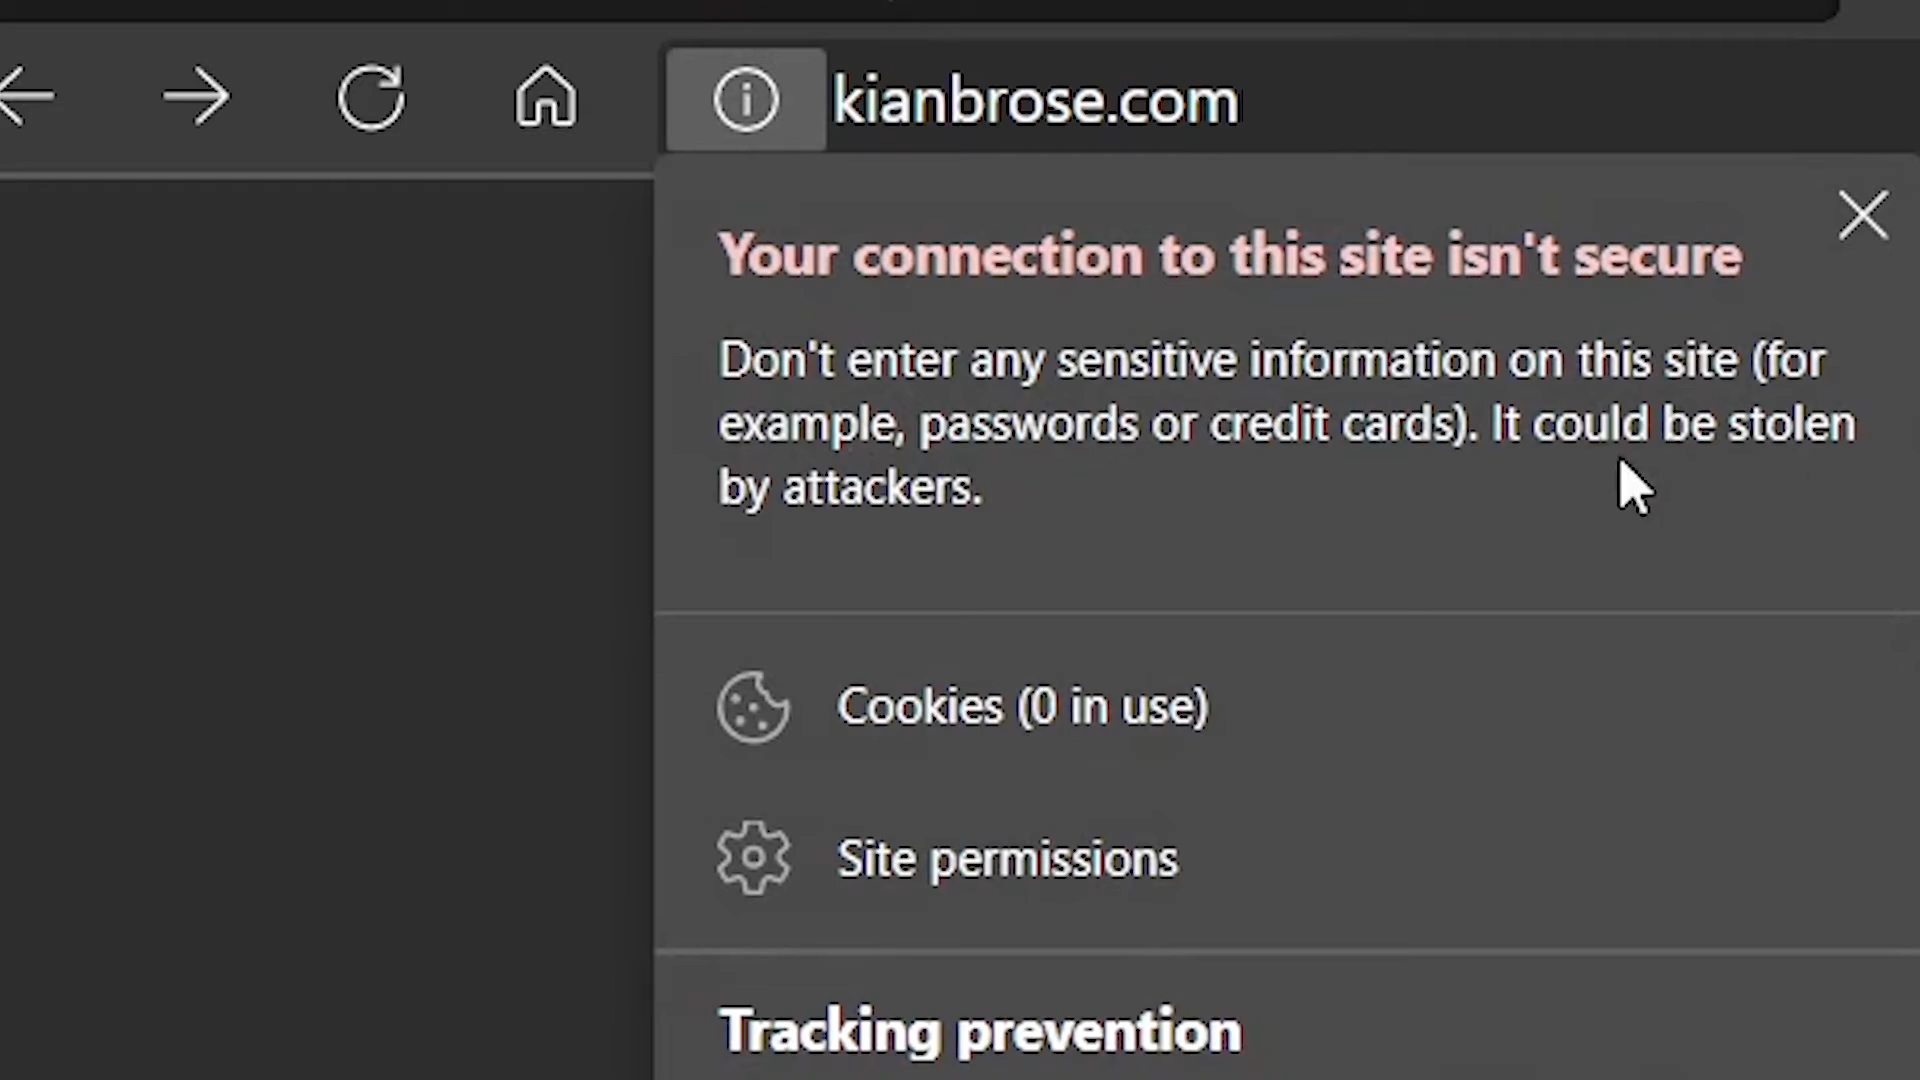 kianbrose.com
Your connection to this site isn't secure
Don't enter any sensitive information on this site (for
example, passwords or credit cards). It could be stolen
by attackers.
Cookies (0 in use)
Site permissions
Tracking prevention